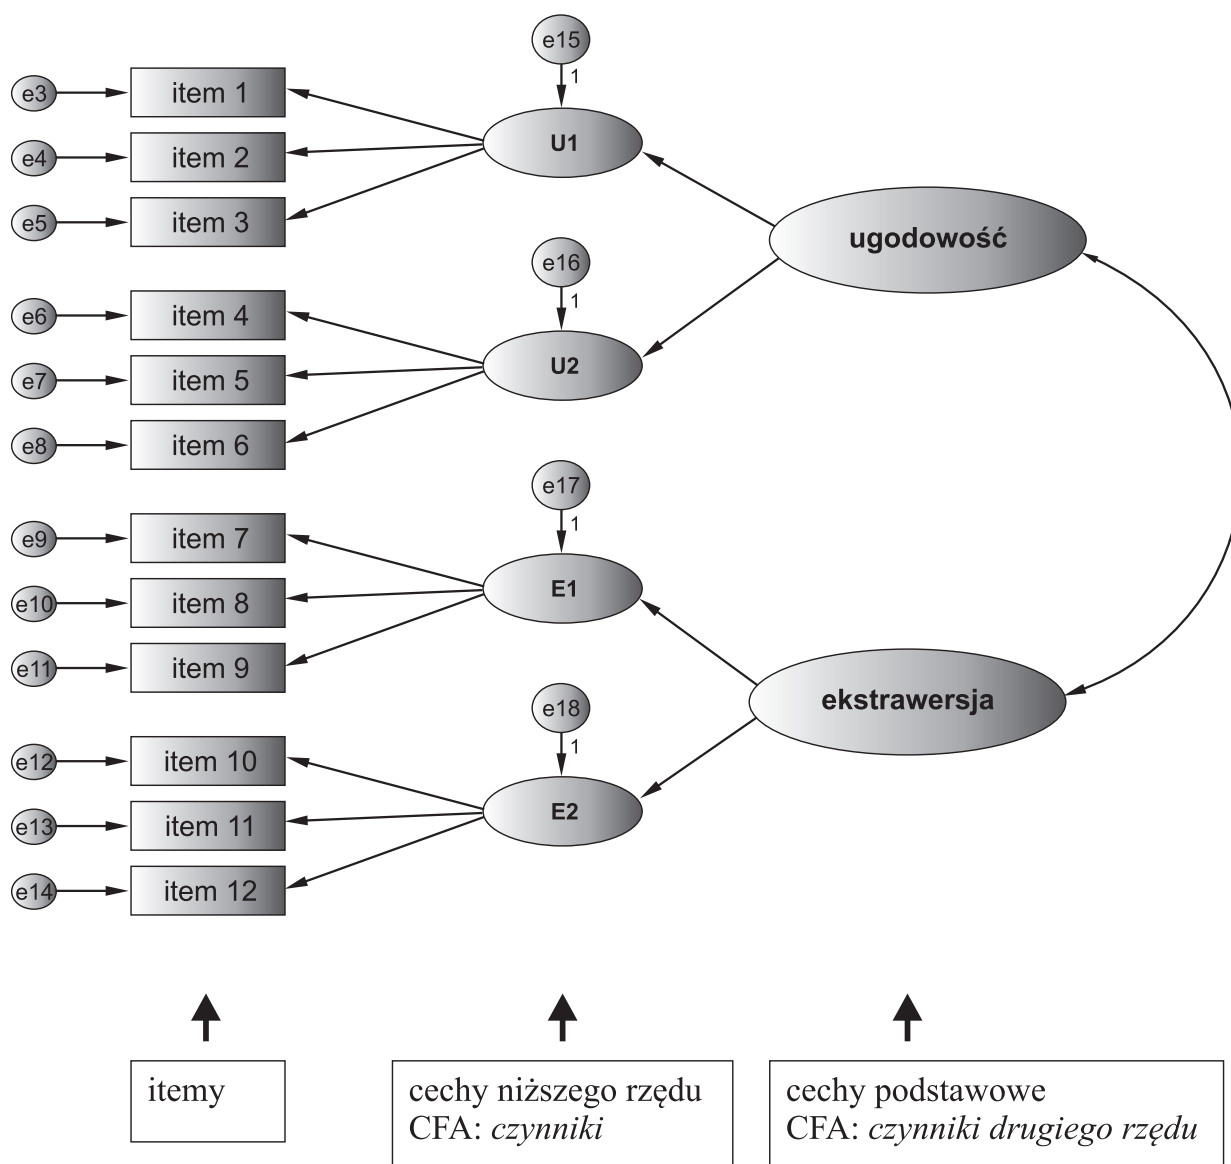 e15
1
e3
item 1
e4
item 2
U1
e5
item 3
ugodowość
e16
1
e6
item 4
e7
item 5
U2
e8
item 6
e17
1
e9
item 7
e10
item 8
E1
e11
item 9
ekstrawersja
e18
1
e12
item 10
e13
item 11
E2
e14
item 12
itemy
cechy niższego rzędu
CFA: czynniki
cechy podstawowe
CFA: czynniki drugiego rzędu